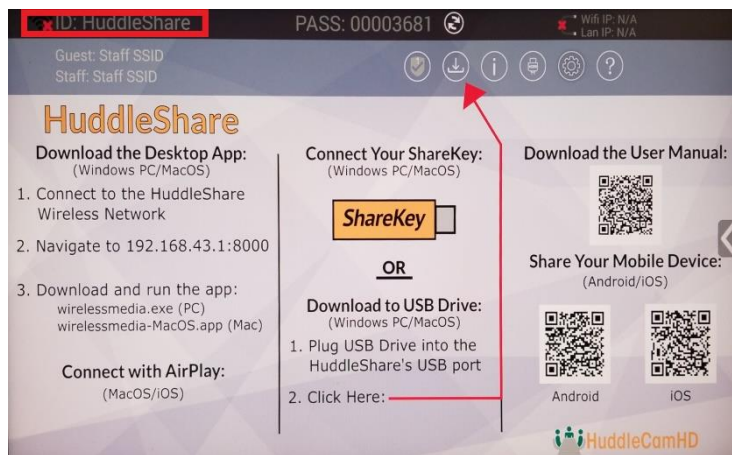 ID: HuddleShare
PASS: 00003681
Wifi IP: N/A
Lan IP: N/A
Guest: Staff SSID
Staff: Staff SSID
HuddleShare
Download the Desktop App:
(Windows PC/MacOS)
1. Connect to the HuddleShare
Wireless Network
2. Navigate to 192.168.43.1:8000
3. Download and run the app:
wirelessmedia.exe (PC)
wirelessmedia-MacOS.app (Mac)
Connect with AirPlay:
(MacOS/iOS)
Connect Your ShareKey:
(Windows PC/MacOS)
ShareKey
OR
Download to USB Drive:
(Windows PC/MacOS)
1. Plug USB Drive into the
HuddleShare's USB port
2. Click Here:
Download the User Manual:
Share Your Mobile Device:
(Android/iOS)
Android
iOS
HuddleCamHD